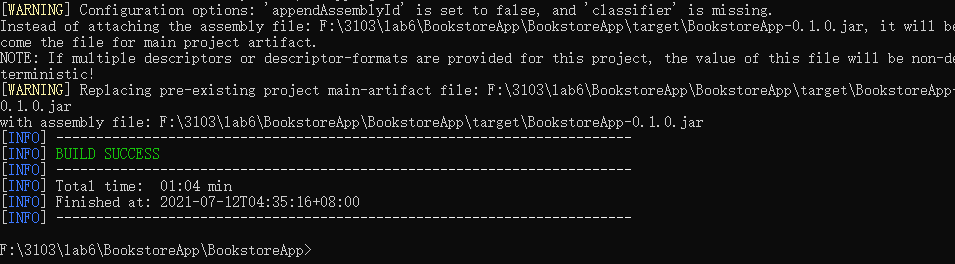 [WARNING] Configuration options: 'appendAssemblyId' is set to false, and 'classifier' is missing.
Instead of attaching the assembly file: F:\3103\lab6\BookstoreApp\BookstoreApp\target\BookstoreApp-0.1.0.jar, it will be
come the file for main project artifact.
NOTE: If multiple descriptors or descriptor-formats are provided for this project, the value of this file will be non-de
terministic!
[WARNING] Replacing pre-existing project main-artifact file: F:\3103\lab6\BookstoreApp\BookstoreApp\target\BookstoreApp-
0.1.0.jar
with assembly file: F:\3103\lab6\BookstoreApp\BookstoreApp\target\BookstoreApp-0.1.0.jar
[INFO] ------------------------------------------------------------------------
[INFO] BUILD SUCCESS
[INFO] ------------------------------------------------------------------------
[INFO] Total time:  01:04 min
[INFO] Finished at: 2021-07-12T04:35:16+08:00
[INFO] ------------------------------------------------------------------------
F:\3103\lab6\BookstoreApp\BookstoreApp>